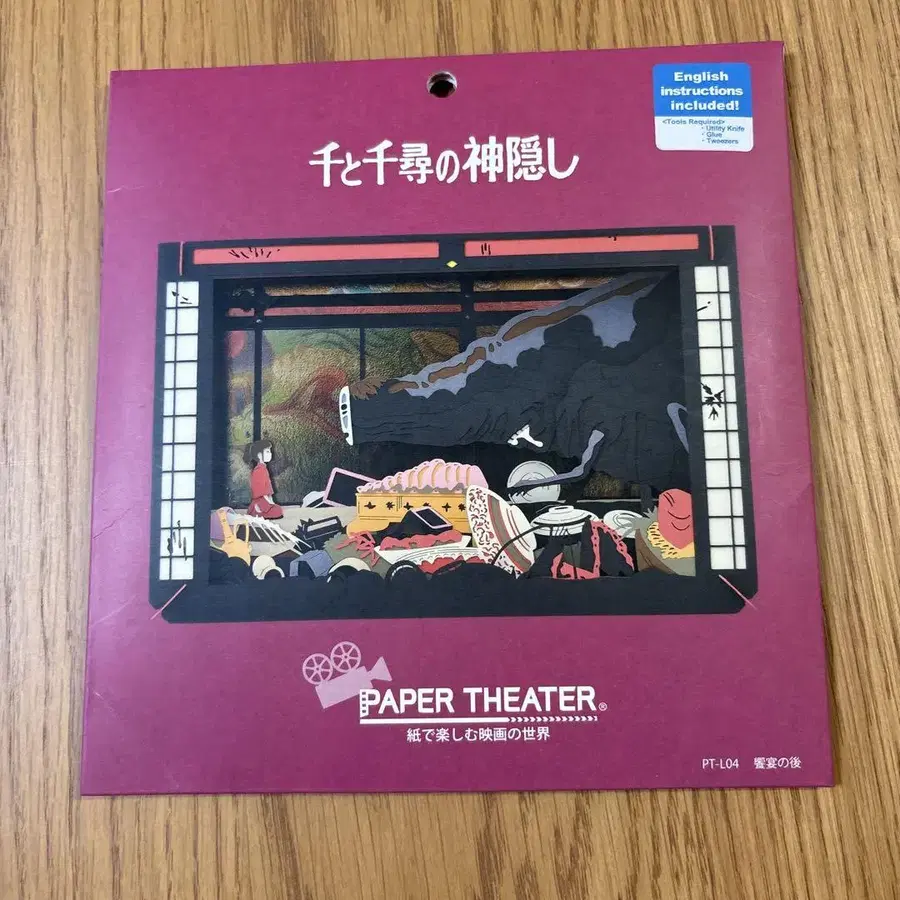 English
instructions
included!
<Tools Required>
・Utility Knife
・Glue
・Tweezers
千と千尋の神隠し
PAPER THEATER®
紙で楽しむ映画の世界
PT-L04 饗宴の後